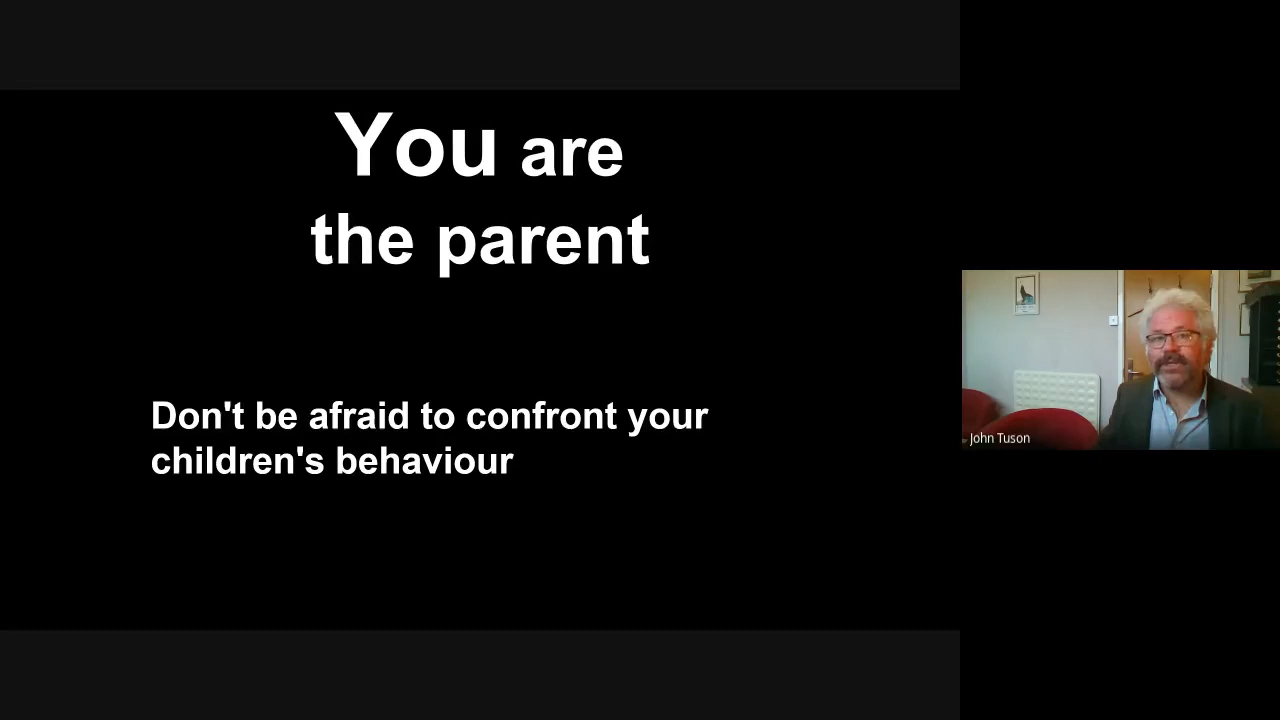 You are
the parent
Don't be afraid to confront your
children's behaviour
John Tuson